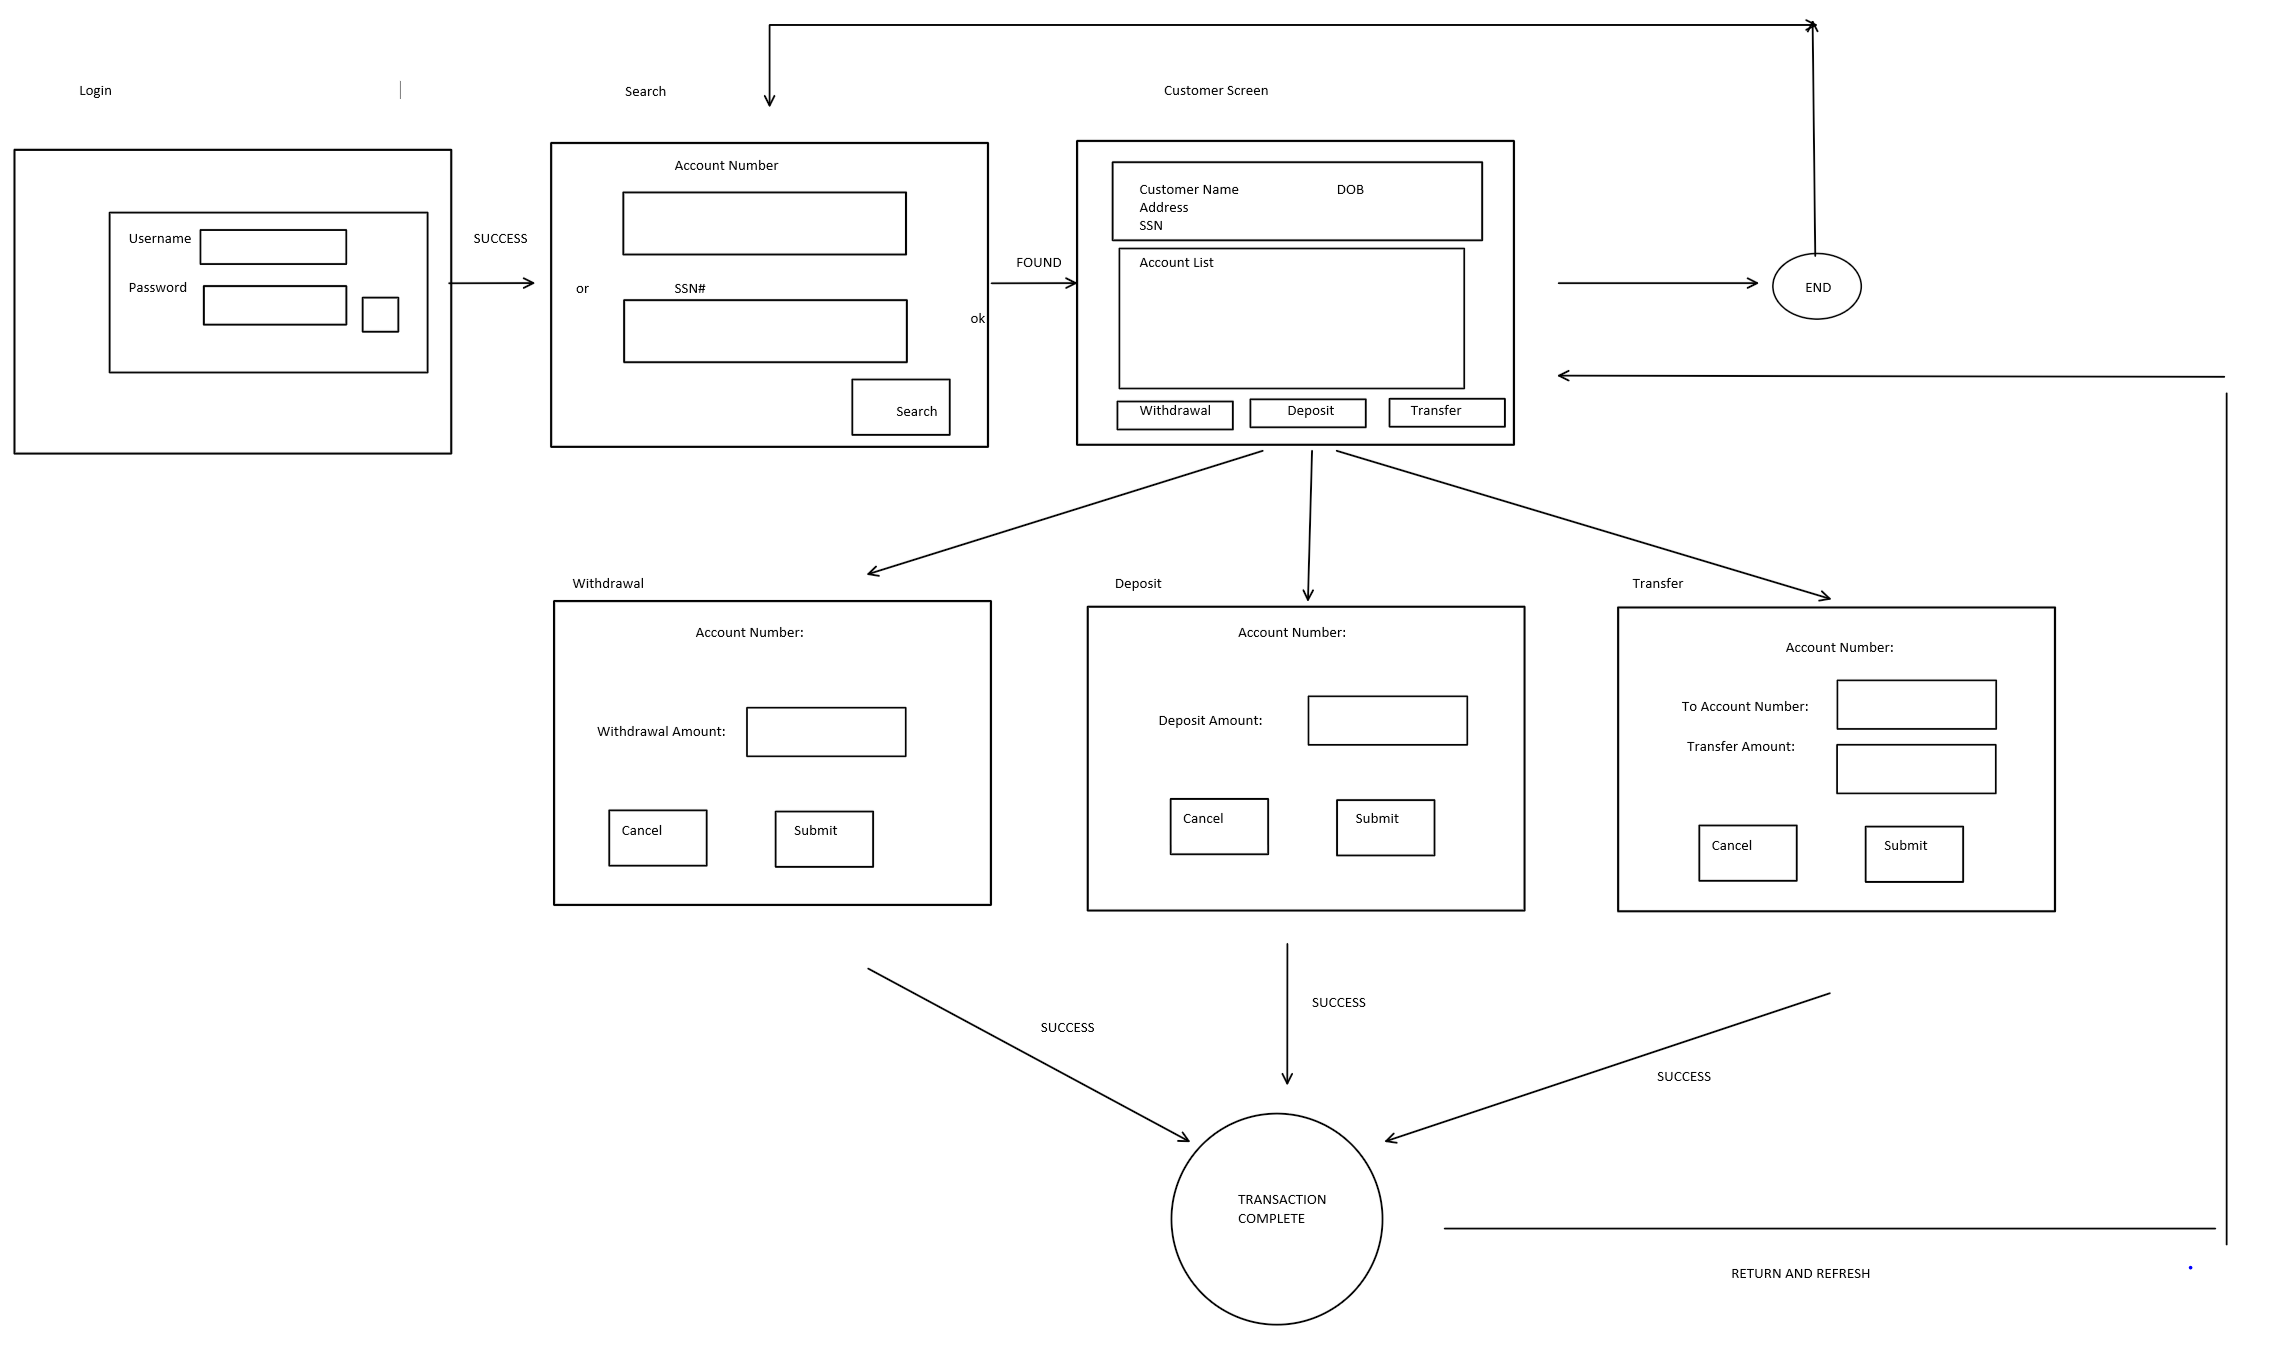 Login
Search
Customer Screen
Username
Password
SUCCESS
Account Number
or
SSN#
ok
Search
FOUND
Customer Name
DOB
Address
SSN
Account List
Withdrawal
Deposit
Transfer
END
Withdrawal
Account Number:
Withdrawal Amount:
Cancel
Submit
Deposit
Account Number:
Deposit Amount:
Cancel
Submit
Transfer
Account Number:
To Account Number:
Transfer Amount:
Cancel
Submit
SUCCESS
SUCCESS
SUCCESS
TRANSACTION
COMPLETE
RETURN AND REFRESH